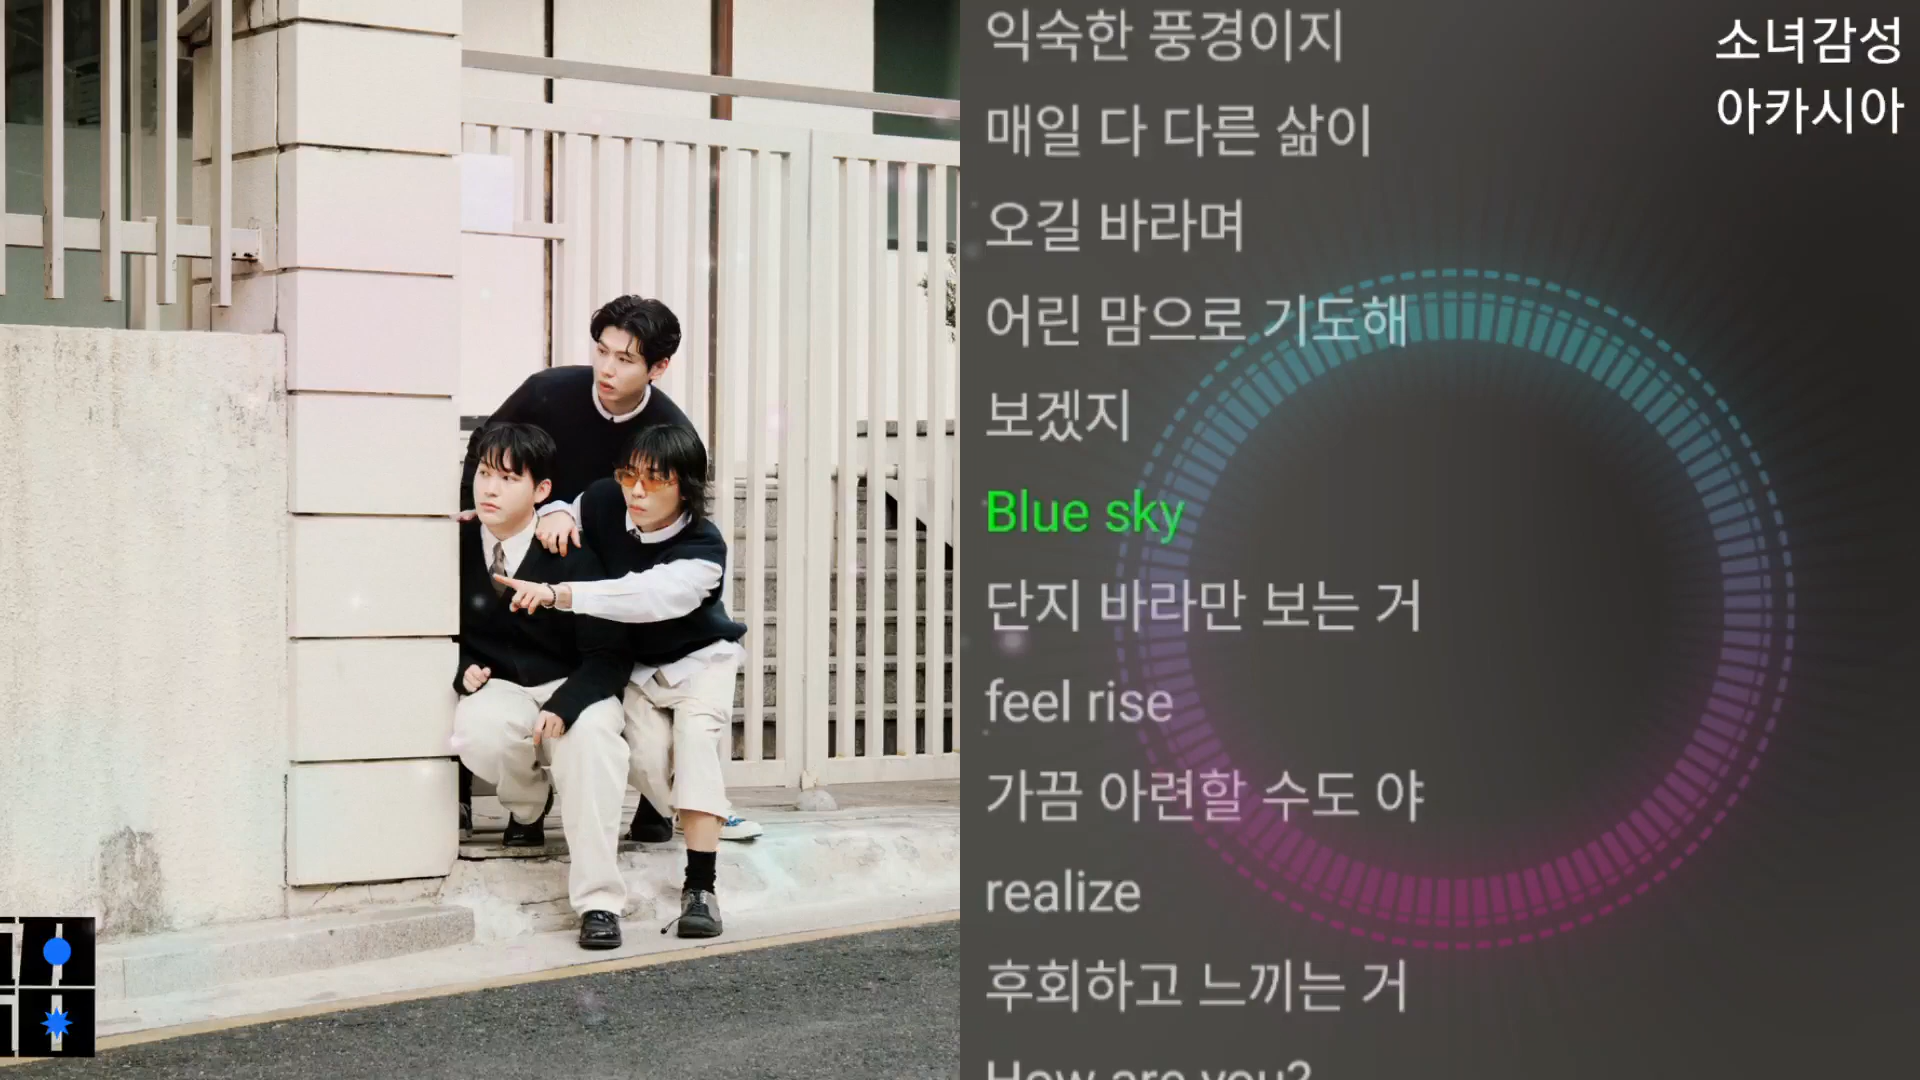 익숙한 풍경이지
매일 다 다른 삶이
오길 바라며
어린 맘으로 기도해
보겠지
Blue sky
단지 바라만 보는 거
feel rise
가끔 아련할 수도 야
realize
후회하고 느끼는 거
How are you?
소녀감성
아카시아